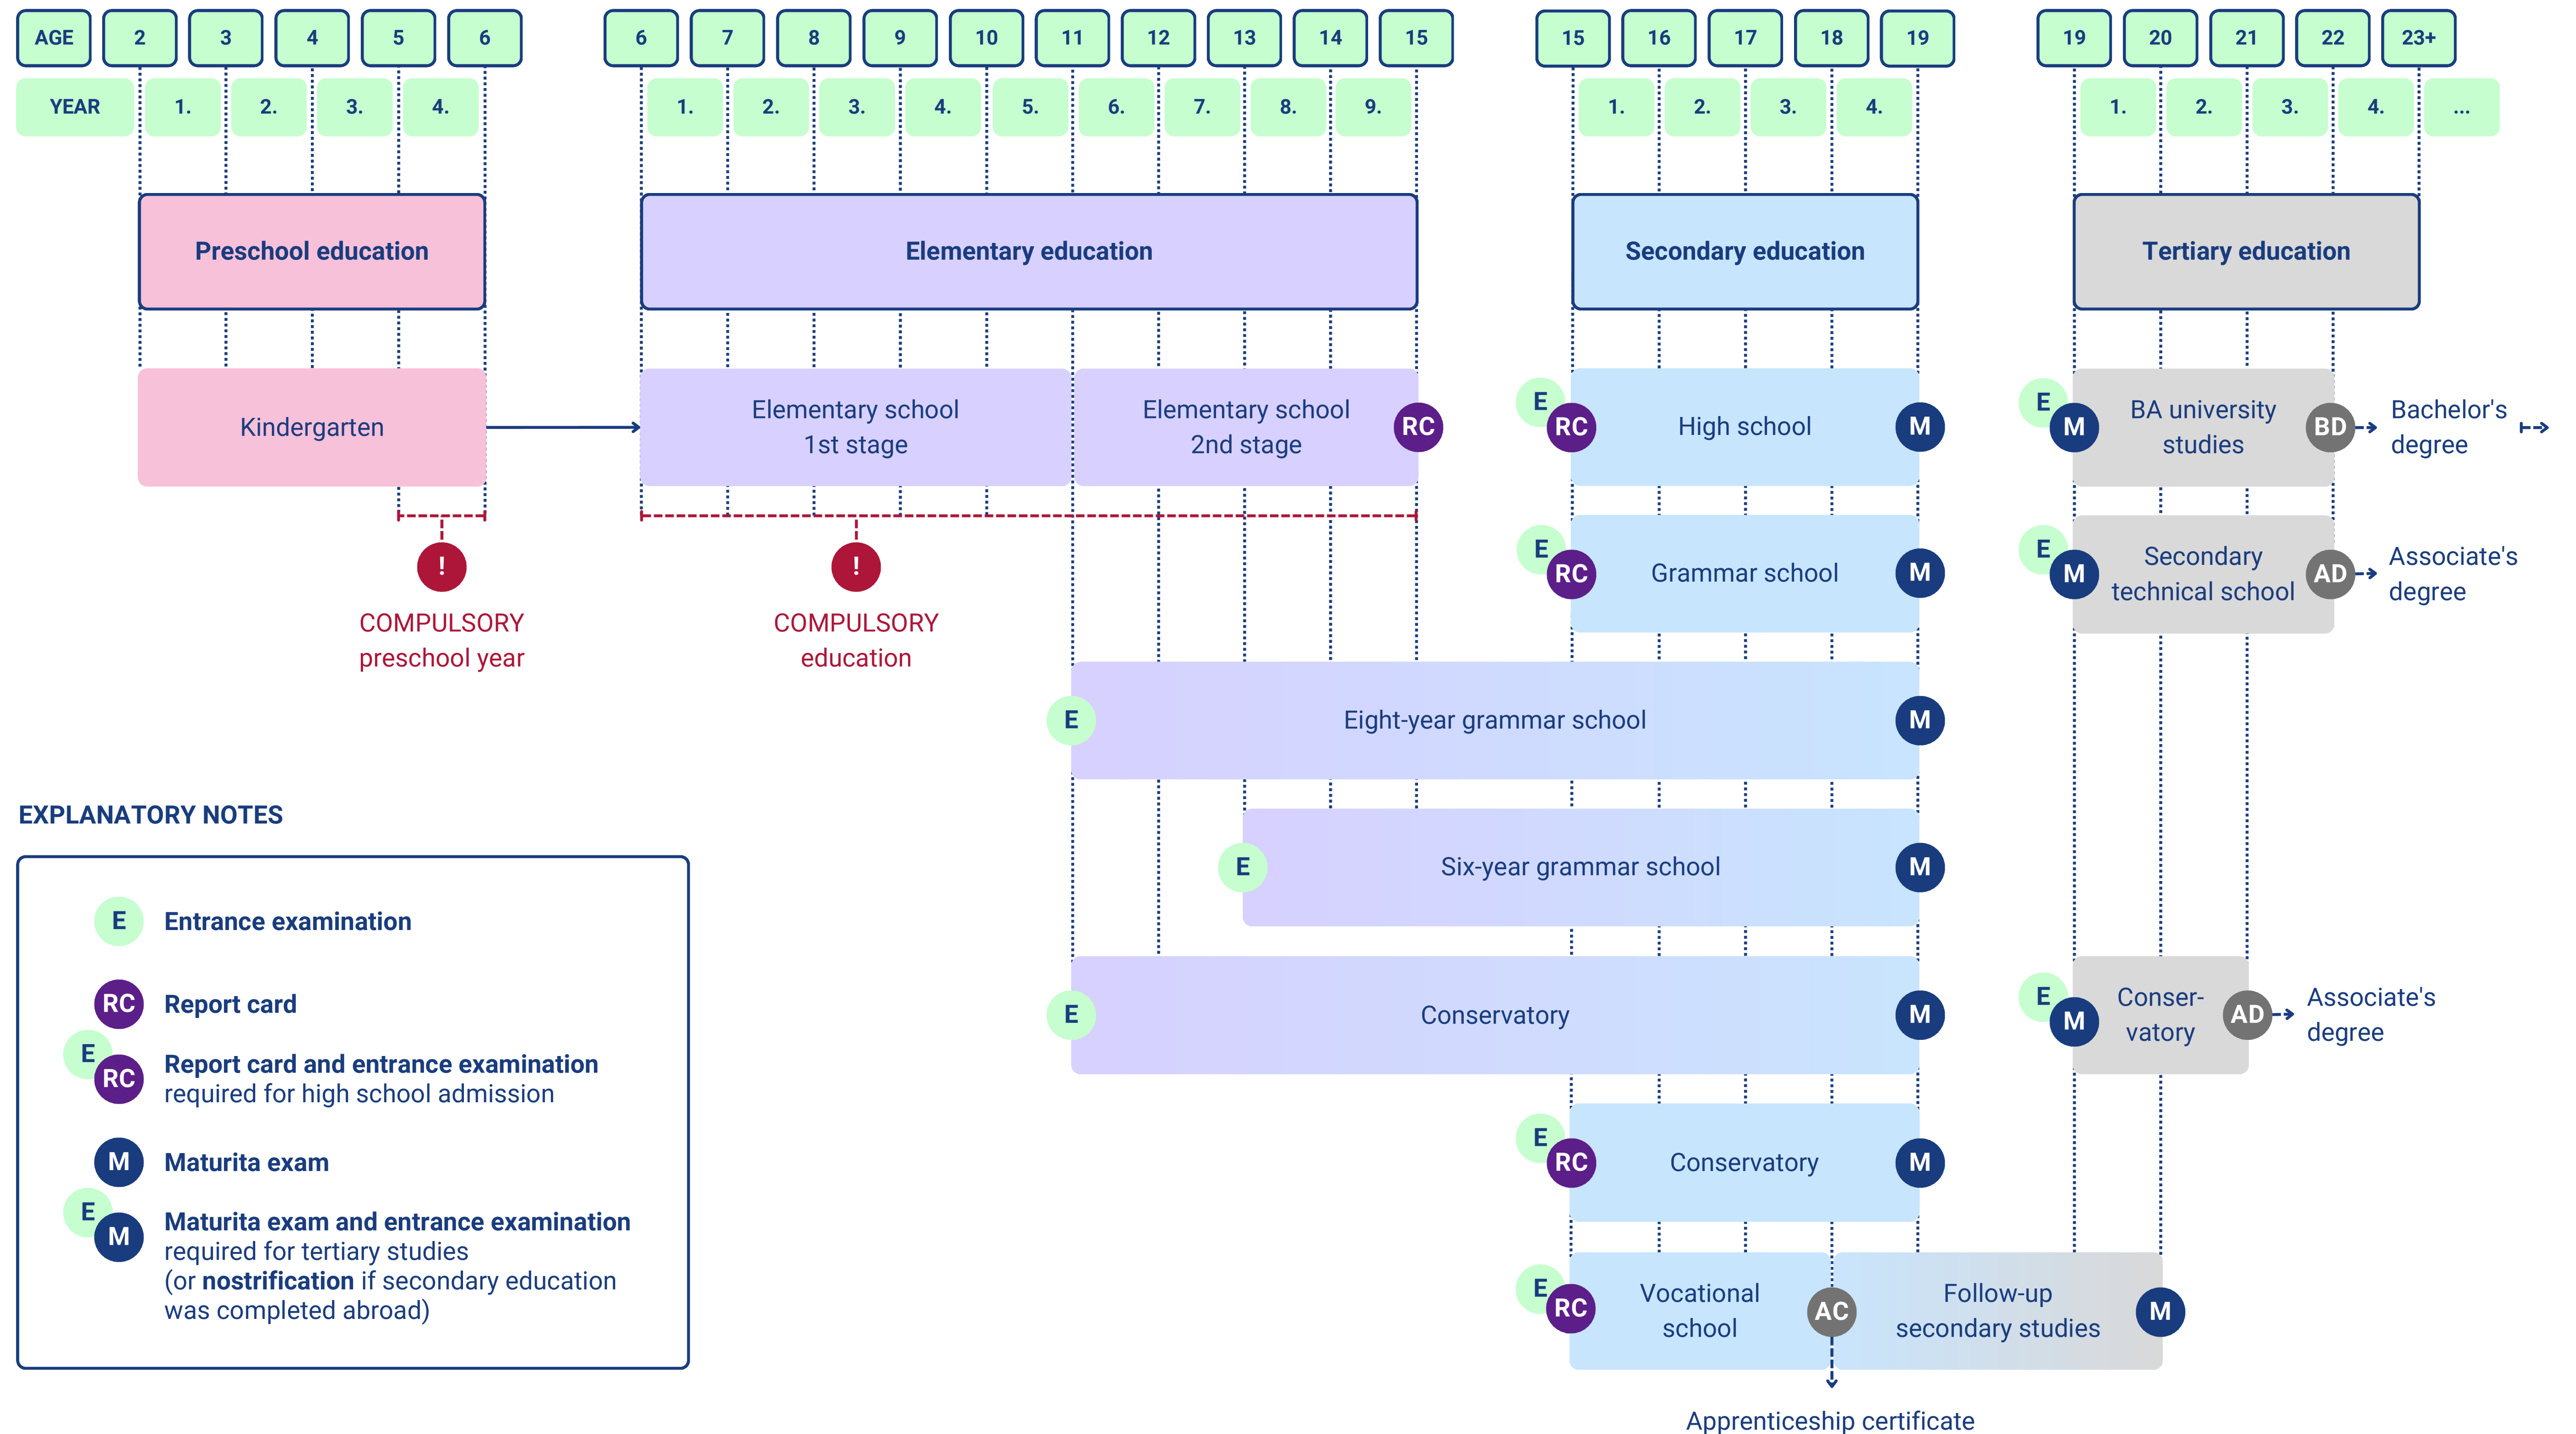 AGE 2 3 4 5 6 6 7 8 9 10 11 12 13 14 15 15 16 17 18 19 19 20 21 22 23+
YEAR 1. 2. 3. 4. 1. 2. 3. 4. 5. 6. 7. 8. 9. 1. 2. 3. 4. 1. 2. 3. 4. ...
Preschool education
Elementary education
Secondary education
Tertiary education
Kindergarten
Elementary school
1st stage
Elementary school
2nd stage
RC
E
RC
High school
M
E
M
BA university
studies
BD
Bachelor's
degree
!
COMPULSORY
preschool year
!
COMPULSORY
education
E
RC
Grammar school
M
E
M
Secondary
technical school
AD
Associate's
degree
E
Eight-year grammar school
M
E
Six-year grammar school
M
E
Conservatory
M
E
M
Conser-
vatory
AD
Associate's
degree
E
RC
Conservatory
M
E
RC
Vocational
school
AC
Follow-up
secondary studies
M
Apprenticeship certificate
EXPLANATORY NOTES
E
Entrance examination
RC
Report card
E
RC
Report card and entrance examination
required for high school admission
M
Maturita exam
E
M
Maturita exam and entrance examination
required for tertiary studies
(or nostrification if secondary education
was completed abroad)